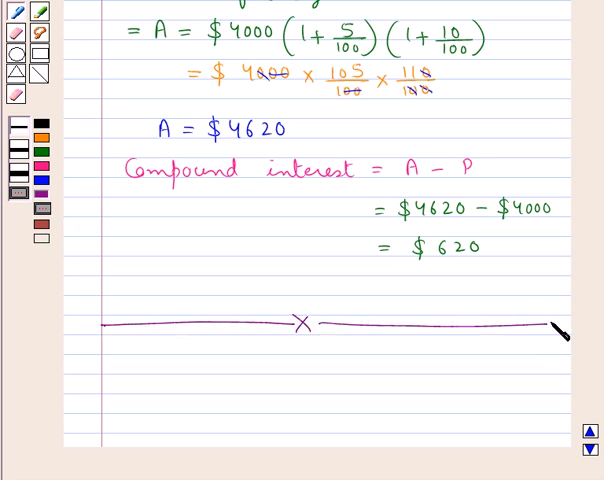 = A = $ 4000 (1 + 5/100) (1 + 10/100)
= $ 4000 × 105/100 × 110/100
A = $ 4620
Compound interest = A - P
= $ 4620 - $ 4000
= $ 620